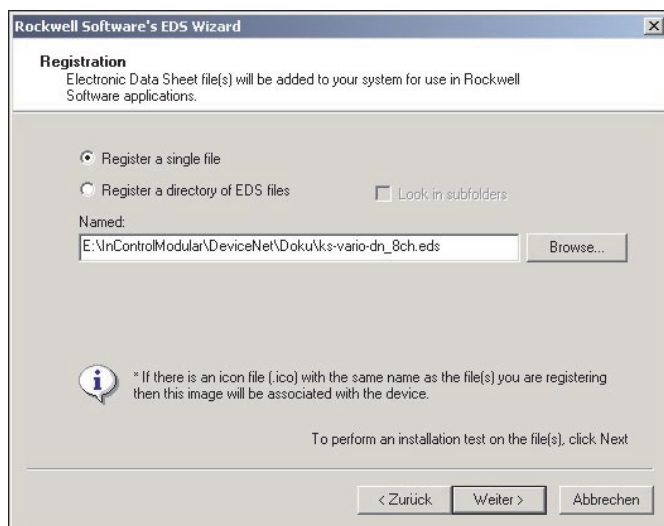 Rockwell Software's EDS Wizard
Registration
Electronic Data Sheet file(s) will be added to your system for use in Rockwell
Software applications.
Register a single file
Register a directory of EDS files
Look in subfolders
Named:
E:\InControlModular\DeviceNet\Doku\ks-vario-dn_8ch.eds
Browse...
* If there is an icon file (.ico) with the same name as the file(s) you are registering
then this image will be associated with the device.
To perform an installation test on the file(s), click Next
< Zurück
Weiter >
Abbrechen